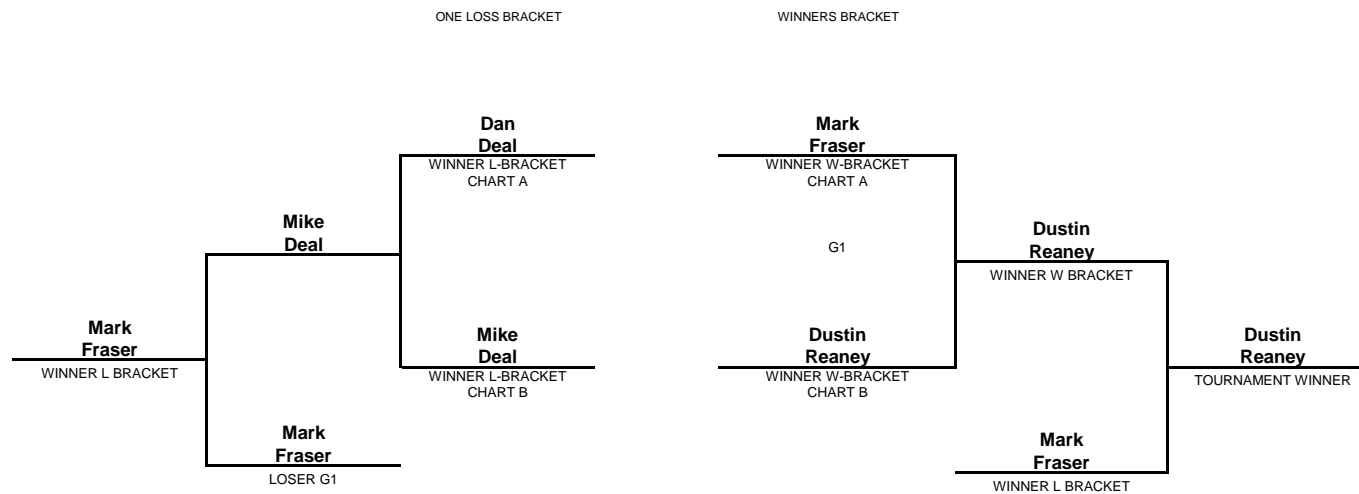 ONE LOSS BRACKET
WINNERS BRACKET
Dan
Deal
WINNER L-BRACKET
CHART A
Mark
Fraser
WINNER W-BRACKET
CHART A
Mike
Deal
G1
Dustin
Reaney
WINNER W BRACKET
Mark
Fraser
WINNER L BRACKET
Mike
Deal
WINNER L-BRACKET
CHART B
Dustin
Reaney
WINNER W-BRACKET
CHART B
Dustin
Reaney
TOURNAMENT WINNER
Mark
Fraser
LOSER G1
Mark
Fraser
WINNER L BRACKET